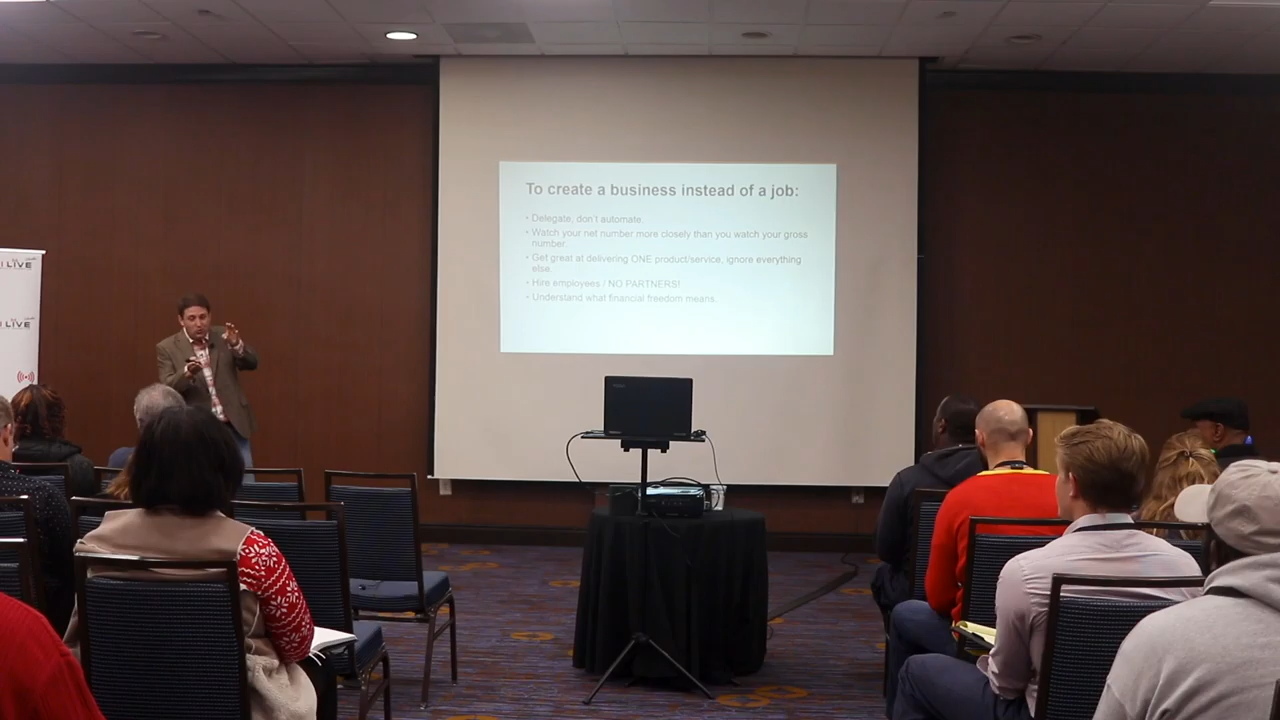 To create a business instead of a job:
• Delegate, don't automate.
• Watch your net number more closely than you watch your gross
number.
• Get great at delivering ONE product/service, ignore everything
else.
• Hire employees / NO PARTNERS!
• Understand what financial freedom means.
LIVE
LIVE